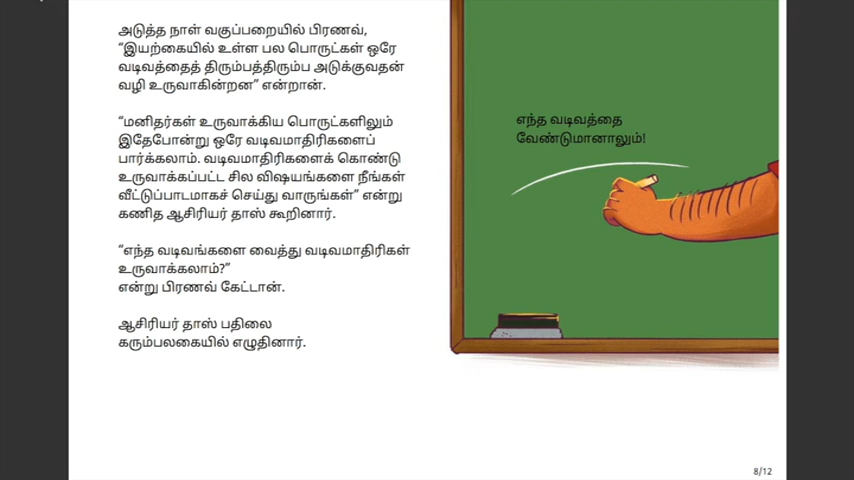 அடுத்த நாள் வகுப்பறையில் பிரணவ்,
“இயற்கையில் உள்ள பல பொருட்கள் ஒரே
வடிவத்தைத் திரும்பத்திரும்ப அடுக்குவதன்
வழி உருவாகின்றன” என்றான்.
“மனிதர்கள் உருவாக்கிய பொருட்களிலும்
இதேபோன்று ஒரே வடிவமாதிரிகளைப்
பார்க்கலாம். வடிவமாதிரிகளைக் கொண்டு
உருவாக்கப்பட்ட சில விஷயங்களை நீங்கள்
வீட்டுப்பாடமாகச் செய்து வாருங்கள்” என்று
கணித ஆசிரியர் தாஸ் கூறினார்.
“எந்த வடிவங்களை வைத்து வடிவமாதிரிகள்
உருவாக்கலாம்?”
என்று பிரணவ் கேட்டான்.
ஆசிரியர் தாஸ் பதிலை
கரும்பலகையில் எழுதினார்.
எந்த வடிவத்தை
வேண்டுமானாலும்!
8/12